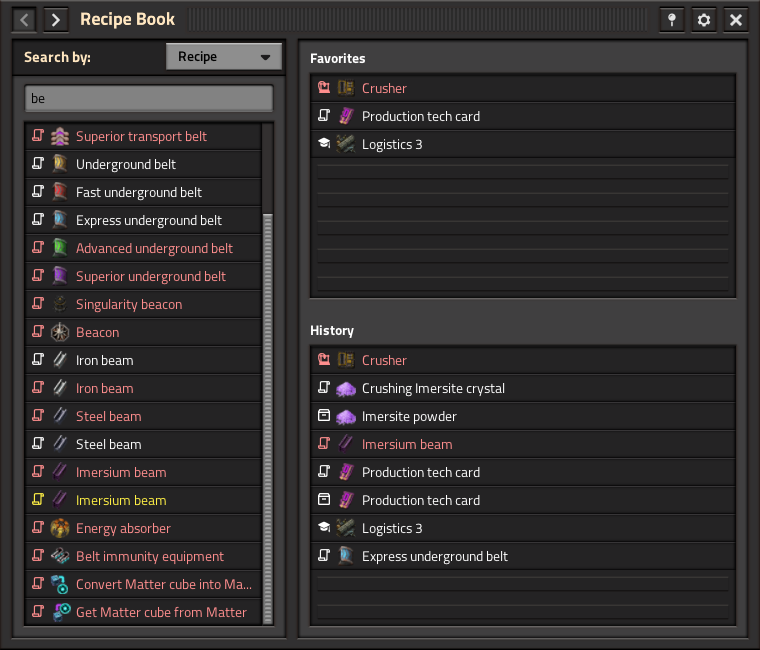 Recipe Book
Search by:
Recipe
be
Superior transport belt
Underground belt
Fast underground belt
Express underground belt
Advanced underground belt
Superior underground belt
Singularity beacon
Beacon
Iron beam
Iron beam
Steel beam
Steel beam
Imersium beam
Imersium beam
Energy absorber
Belt immunity equipment
Convert Matter cube into Ma...
Get Matter cube from Matter
Favorites
Crusher
Production tech card
Logistics 3
History
Crusher
Crushing Imersite crystal
Imersite powder
Imersium beam
Production tech card
Production tech card
Logistics 3
Express underground belt